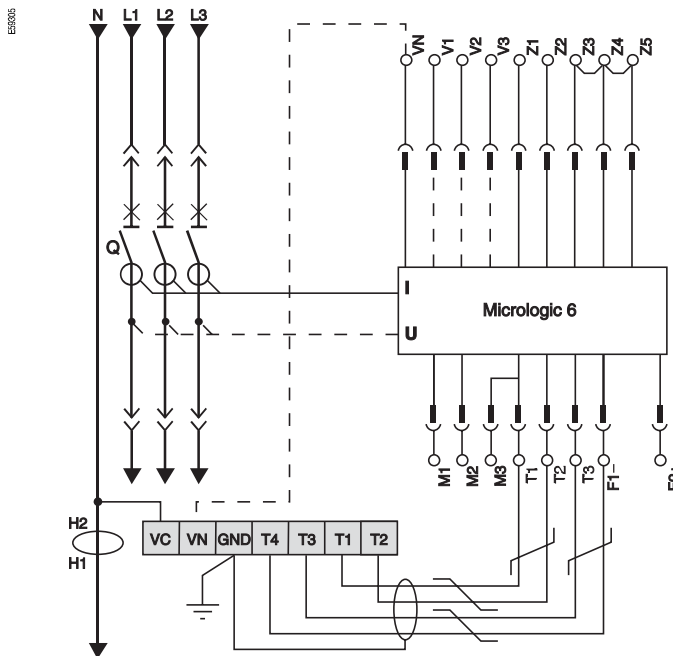 E59305
N L1 L2 L3
VN V1 V2 V3 Z1 Z2 Z3 Z4 Z5
Q
I
Micrologic 6
U
M1 M2 M3 T1 T2 T3 F1–
H2
VC VN GND T4 T3 T1 T2
H1